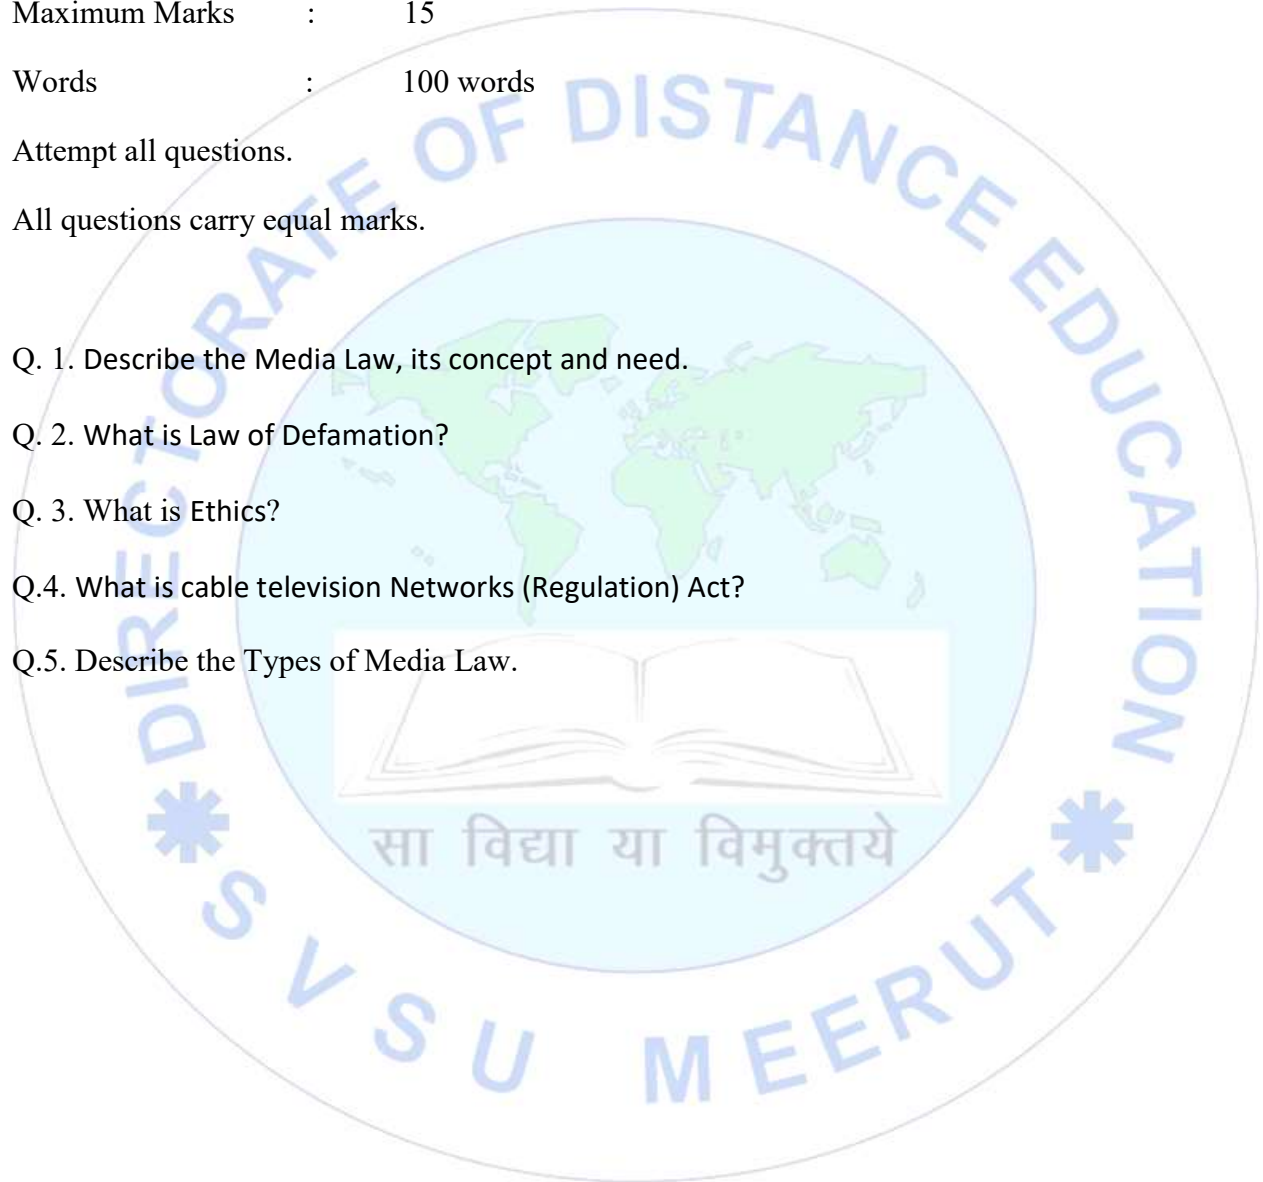 Maximum Marks : 15
Words : 100 words
Attempt all questions.
All questions carry equal marks.
Q. 1. Describe the Media Law, its concept and need.
Q. 2. What is Law of Defamation?
Q. 3. What is Ethics?
Q.4. What is cable television Networks (Regulation) Act?
Q.5. Describe the Types of Media Law.
DIRECTORATE OF DISTANCE EDUCATION
सा विद्या या विमुक्तये
* S V S U MEERUT *